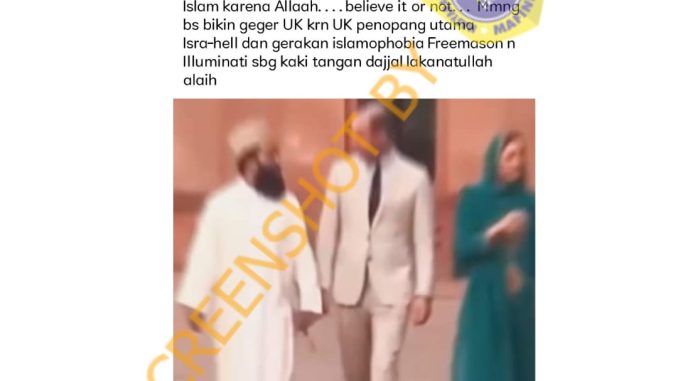 Islam karena Allaah. . . . believe it or not. . . Mmng
bs bikin geger UK krn UK penopang utama
Isra-hell dan gerakan islamophobia Freemason n
Illuminati sbg kaki tangan dajjal lakanatullah
alaih
SCREENSHOT BY